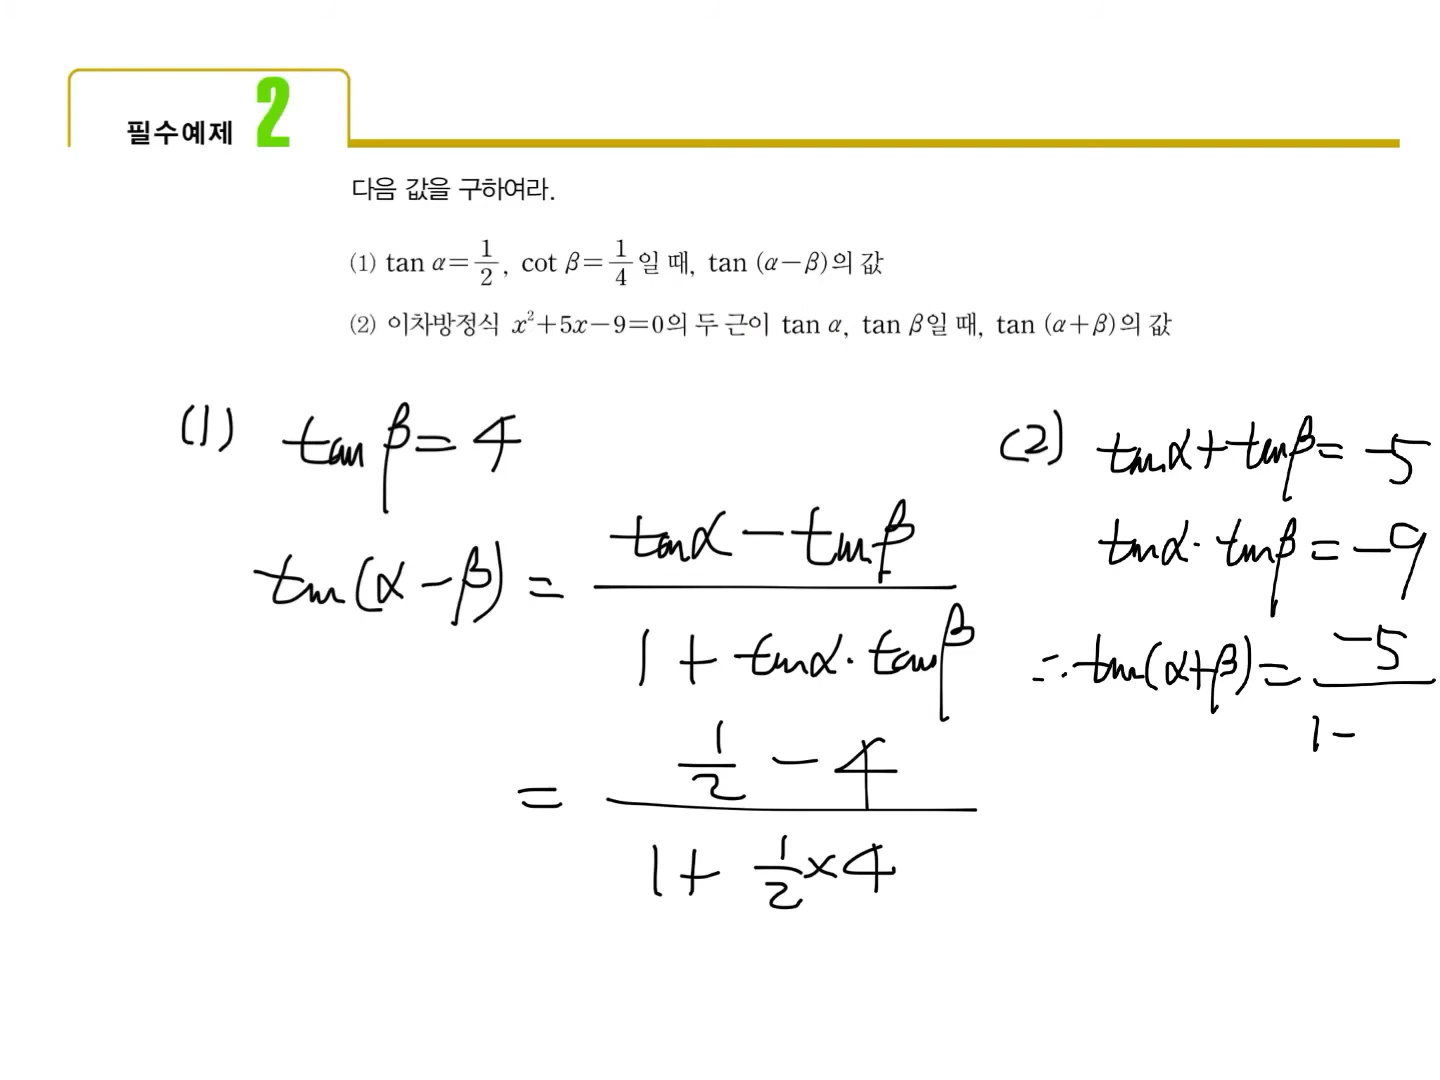 필수예제 2
다음 값을 구하여라.
(1) tan α=1/2, cot β=1/4일 때, tan (α−β)의 값
(2) 이차방정식 x²+5x−9=0의 두 근이 tan α, tan β일 때, tan (α+β)의 값
(1) tan β = 4
tan(α − β) = (tanα − tanβ)/(1 + tanα · tanβ)
= (1/2 − 4)/(1 + 1/2 × 4)
(2) tanα + tanβ = −5
tanα · tanβ = −9
∴ tan(α+β) = −5/(1 −